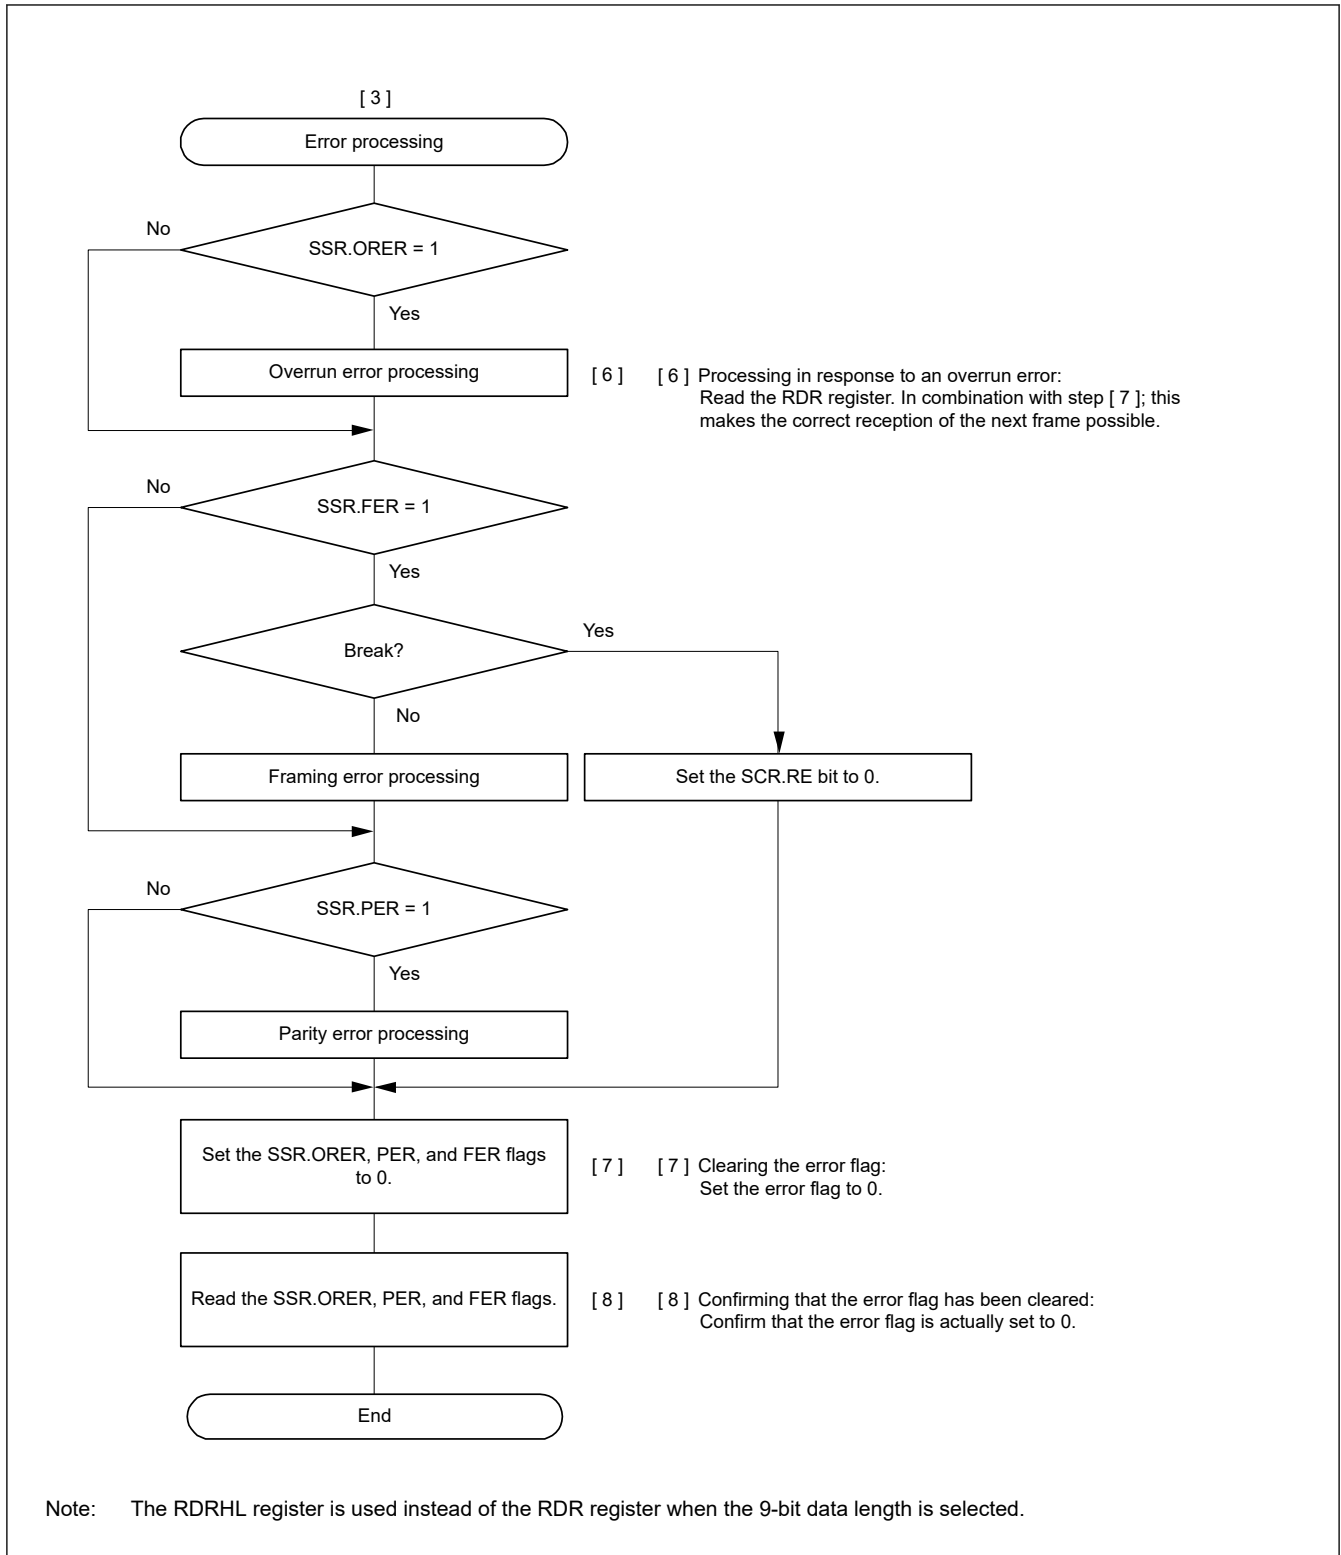 [ 3 ]
Error processing
No
SSR.ORER = 1
Yes
Overrun error processing
[ 6 ]
[ 6 ] Processing in response to an overrun error:
Read the RDR register. In combination with step [ 7 ]; this
makes the correct reception of the next frame possible.
No
SSR.FER = 1
Yes
Break?
Yes
No
Framing error processing
Set the SCR.RE bit to 0.
No
SSR.PER = 1
Yes
Parity error processing
Set the SSR.ORER, PER, and FER flags
to 0.
[ 7 ]
[ 7 ] Clearing the error flag:
Set the error flag to 0.
Read the SSR.ORER, PER, and FER flags.
[ 8 ]
[ 8 ] Confirming that the error flag has been cleared:
Confirm that the error flag is actually set to 0.
End
Note: The RDRHL register is used instead of the RDR register when the 9-bit data length is selected.